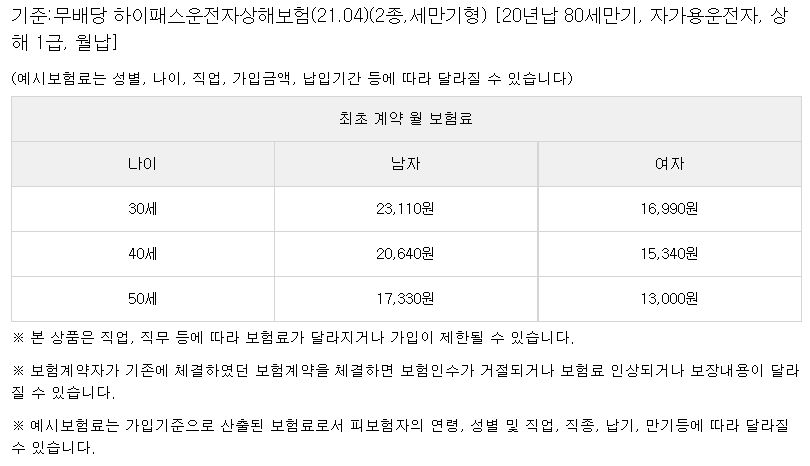 기준:무배당 하이패스운전자상해보험(21.04)(2종,세만기형) [20년납 80세만기, 자가용운전자, 상
해 1급, 월납]
(예시보험료는 성별, 나이, 직업, 가입금액, 납입기간 등에 따라 달라질 수 있습니다)
최초 계약 월 보험료
나이 남자 여자
30세 23,110원 16,990원
40세 20,640원 15,340원
50세 17,330원 13,000원
※ 본 상품은 직업, 직무 등에 따라 보험료가 달라지거나 가입이 제한될 수 있습니다.
※ 보험계약자가 기존에 체결하였던 보험계약을 체결하면 보험인수가 거절되거나 보험료 인상되거나 보장내용이 달라
질 수 있습니다.
※ 예시보험료는 가입기준으로 산출된 보험료로서 피보험자의 연령, 성별 및 직업, 직종, 납기, 만기등에 따라 달라질
수 있습니다.